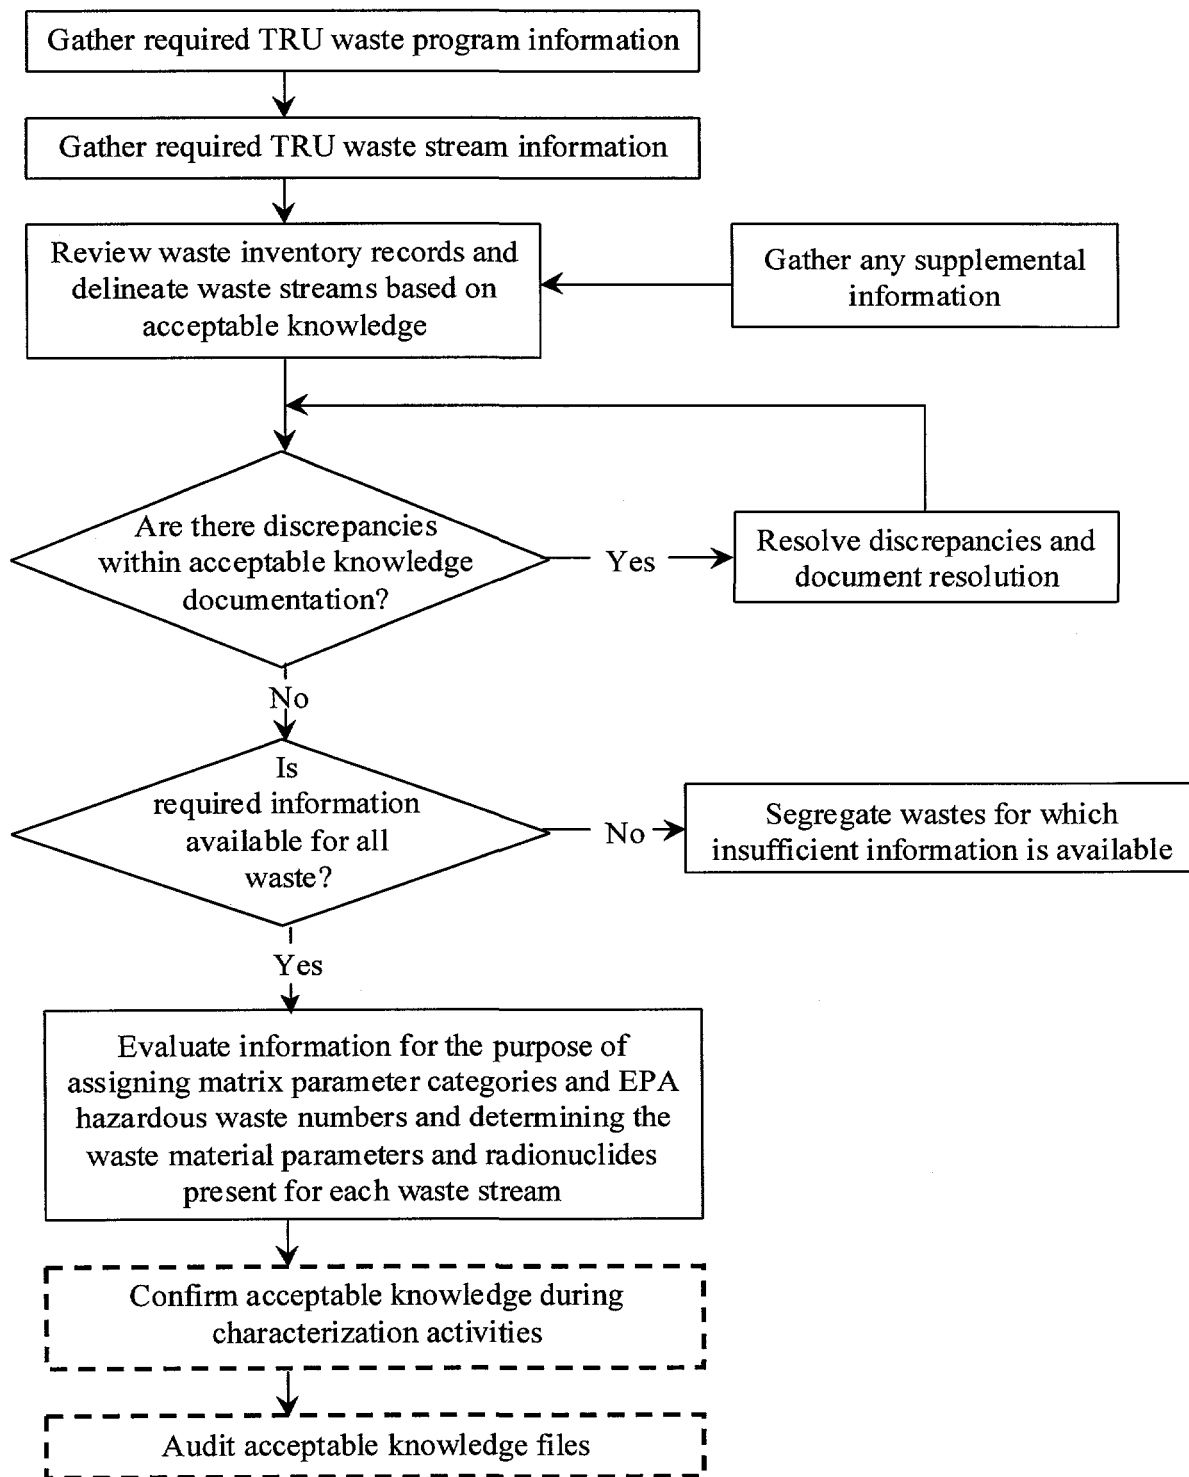 Gather required TRU waste program information
Gather required TRU waste stream information
Review waste inventory records and
delineate waste streams based on
acceptable knowledge
Gather any supplemental
information
Are there discrepancies
within acceptable knowledge
documentation?
Yes
Resolve discrepancies and
document resolution
No
Is
required information
available for all
waste?
No
Segregate wastes for which
insufficient information is available
Yes
Evaluate information for the purpose of
assigning matrix parameter categories and EPA
hazardous waste numbers and determining the
waste material parameters and radionuclides
present for each waste stream
Confirm acceptable knowledge during
characterization activities
Audit acceptable knowledge files